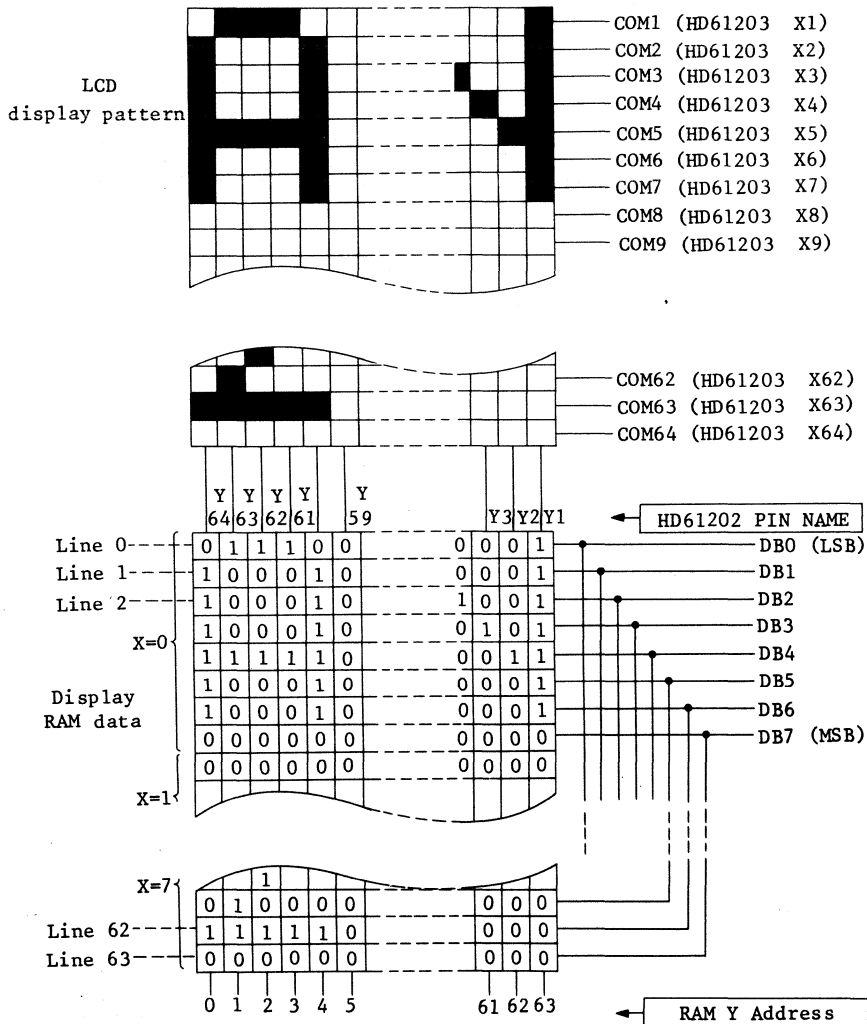 COM1 (HD61203 X1)
COM2 (HD61203 X2)
LCD
display pattern
COM3 (HD61203 X3)
COM4 (HD61203 X4)
COM5 (HD61203 X5)
COM6 (HD61203 X6)
COM7 (HD61203 X7)
COM8 (HD61203 X8)
COM9 (HD61203 X9)
COM62 (HD61203 X62)
COM63 (HD61203 X63)
COM64 (HD61203 X64)
Y Y Y Y Y
64 63 62 61 59 Y3 Y2 Y1
HD61202 PIN NAME
Line 0 0 1 1 1 0 0 0 0 0 1 DB0 (LSB)
Line 1 1 0 0 0 1 0 0 0 0 1 DB1
Line 2 1 0 0 0 1 0 1 0 0 1 DB2
1 0 0 0 1 0 0 1 0 1 DB3
X=0
1 1 1 1 1 0 0 0 1 1 DB4
Display
RAM data
1 0 0 0 1 0 0 0 0 1 DB5
1 0 0 0 1 0 0 0 0 1 DB6
0 0 0 0 0 0 0 0 0 0 DB7 (MSB)
0 0 0 0 0 0 0 0 0 0
X=1
X=7 1
0 1 0 0 0 0 0 0 0
Line 62 1 1 1 1 1 0 0 0 0
Line 63 0 0 0 0 0 0 0 0 0
0 1 2 3 4 5 61 62 63
RAM Y Address